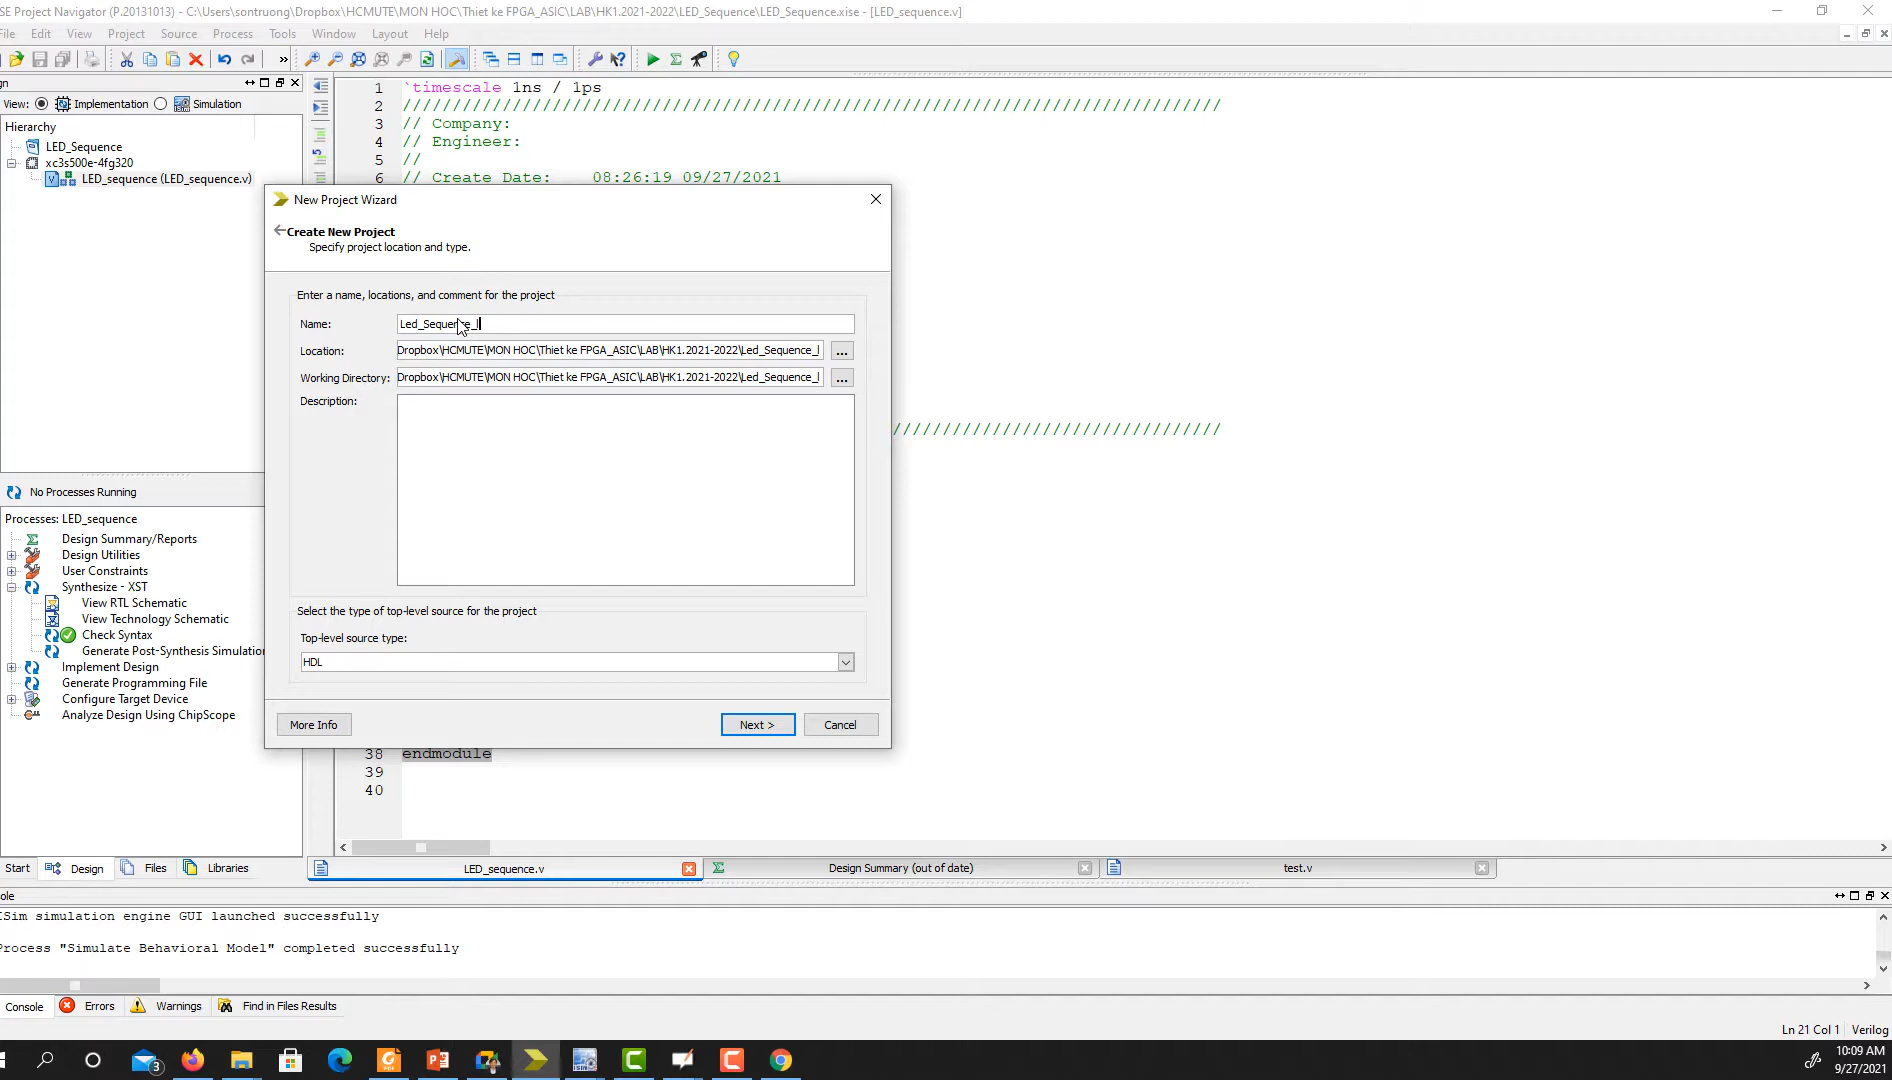 SE Project Navigator (P.20131013) - C:\Users\sontruong\Dropbox\HCMUTE\MON HOC\Thiet ke FPGA_ASIC\LAB\HK1.2021-2022\LED_Sequence\LED_Sequence.xise - [LED_sequence.v]
File Edit View Project Source Process Tools Window Layout Help
View: Implementation Simulation
Hierarchy
LED_Sequence
xc3s500e-4fg320
LED_sequence (LED_sequence.v)
No Processes Running
Processes: LED_sequence
Design Summary/Reports
Design Utilities
User Constraints
Synthesize - XST
View RTL Schematic
View Technology Schematic
Check Syntax
Generate Post-Synthesis Simulation
Implement Design
Generate Programming File
Configure Target Device
Analyze Design Using ChipScope
Start Design Files Libraries
1 `timescale 1ns / 1ps
2 //////////////////////////////////////////////////////////////////////////////////
3 // Company:
4 // Engineer:
5 //
6 // Create Date: 08:26:19 09/27/2021
/////////////////////////////////
38 endmodule
39
40
New Project Wizard
Create New Project
Specify project location and type.
Enter a name, locations, and comment for the project
Name: Led_Sequence_l
Location: Dropbox\HCMUTE\MON HOC\Thiet ke FPGA_ASIC\LAB\HK1.2021-2022\Led_Sequence_l ...
Working Directory: Dropbox\HCMUTE\MON HOC\Thiet ke FPGA_ASIC\LAB\HK1.2021-2022\Led_Sequence_l ...
Description:
Select the type of top-level source for the project
Top-level source type:
HDL
More Info Next > Cancel
LED_sequence.v Design Summary (out of date) test.v
ole
ISim simulation engine GUI launched successfully
Process "Simulate Behavioral Model" completed successfully
Console Errors Warnings Find in Files Results
Ln 21 Col 1 Verilog
10:09 AM
9/27/2021